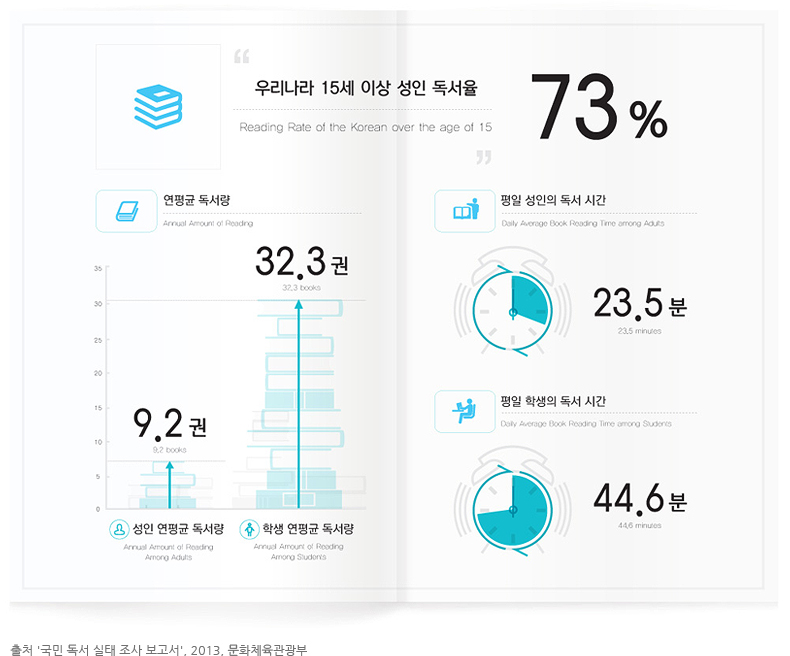 “
우리나라 15세 이상 성인 독서율
Reading Rate of the Korean over the age of 15
”
73 %
연평균 독서량
Annual Amount of Reading
35
30
25
20
15
10
5
0
32.3 권
32.3 books
9.2 권
9.2 books
성인 연평균 독서량
Annual Amount of Reading
Among Adults
학생 연평균 독서량
Annual Amount of Reading
Among Students
평일 성인의 독서 시간
Daily Average Book Reading Time among Adults
23.5 분
23.5 minutes
평일 학생의 독서 시간
Daily Average Book Reading Time among Students
44.6 분
44.6 minutes
출처 '국민 독서 실태 조사 보고서', 2013, 문화체육관광부